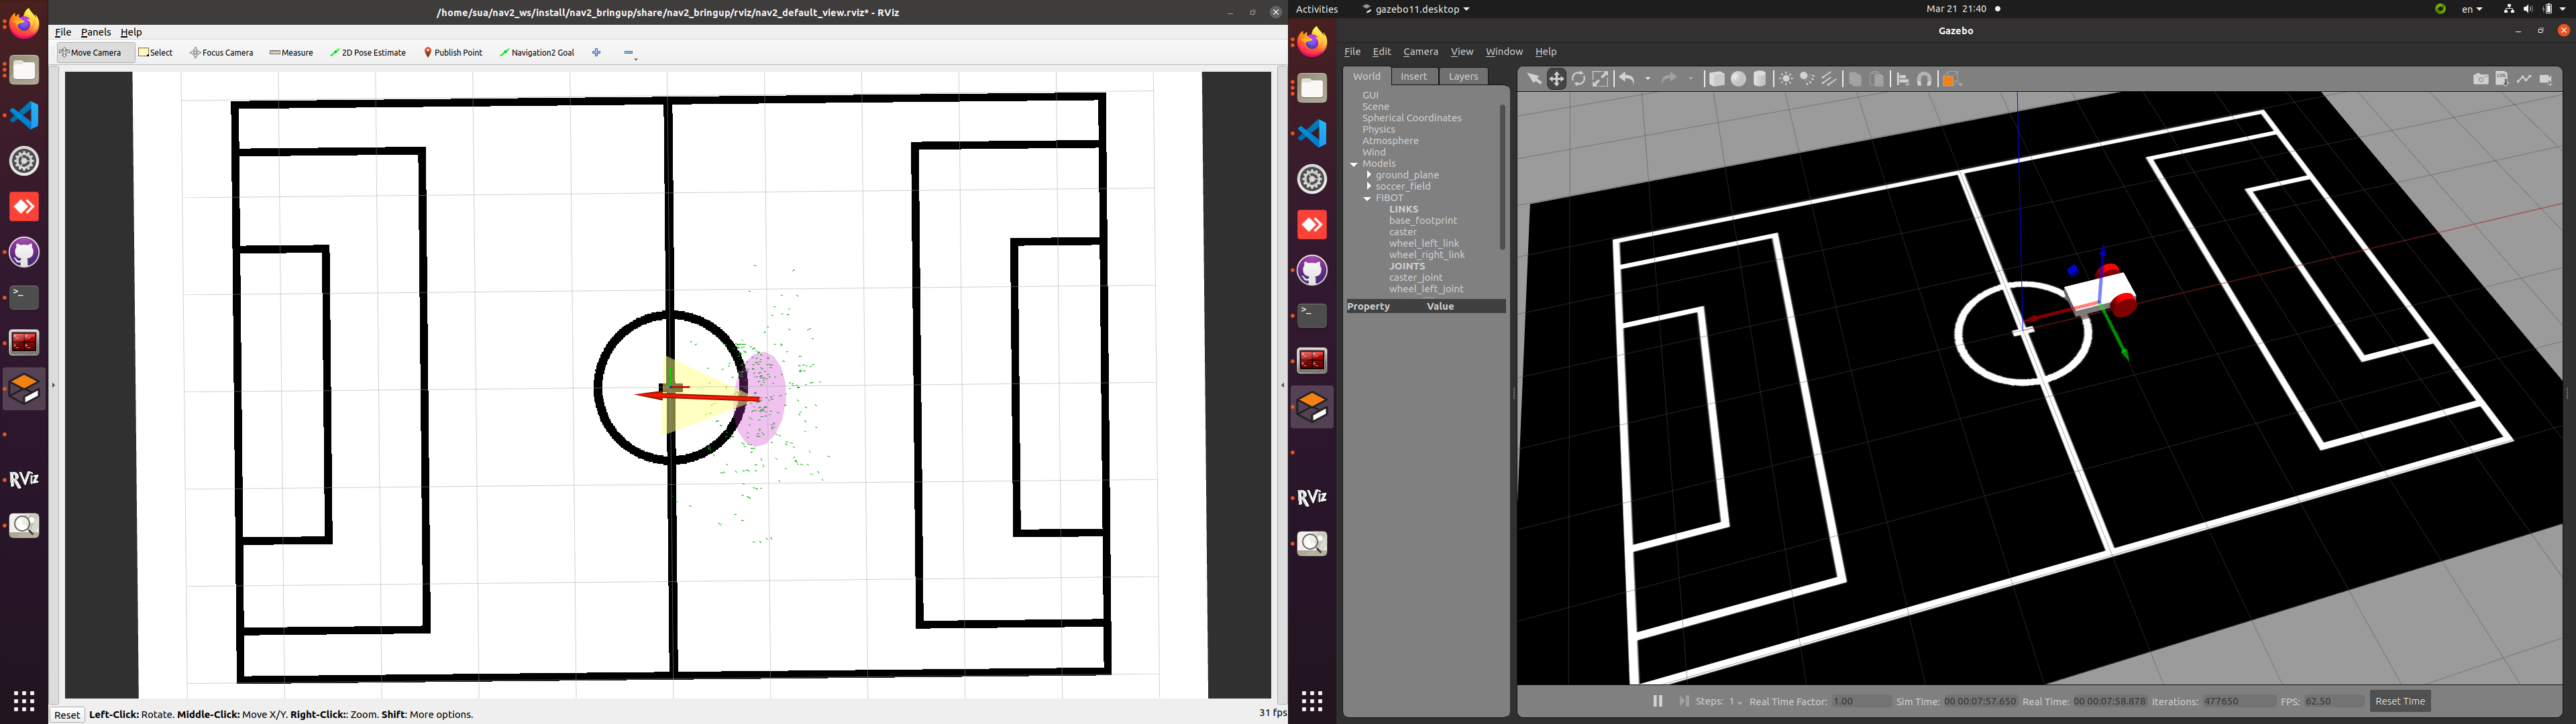 /home/sua/nav2_ws/install/nav2_bringup/share/nav2_bringup/rviz/nav2_default_view.rviz* - RViz
File Panels Help
Move Camera Select Focus Camera Measure 2D Pose Estimate Publish Point Navigation2 Goal
RViz
Reset Left-Click: Rotate. Middle-Click: Move X/Y. Right-Click:: Zoom. Shift: More options. 31 fps
Activities gazebo11.desktop Mar 21 21:40 en
Gazebo
File Edit Camera View Window Help
World Insert Layers
GUI
Scene
Spherical Coordinates
Physics
Atmosphere
Wind
Models
ground_plane
soccer_field
FIBOT
LINKS
base_footprint
caster
wheel_left_link
wheel_right_link
JOINTS
caster_joint
wheel_left_joint
Property Value
RViz
LOG
Steps: 1 Real Time Factor: 1.00 Sim Time: 00 00:07:57.650 Real Time: 00 00:07:58.878 Iterations: 477650 FPS: 62.50 Reset Time